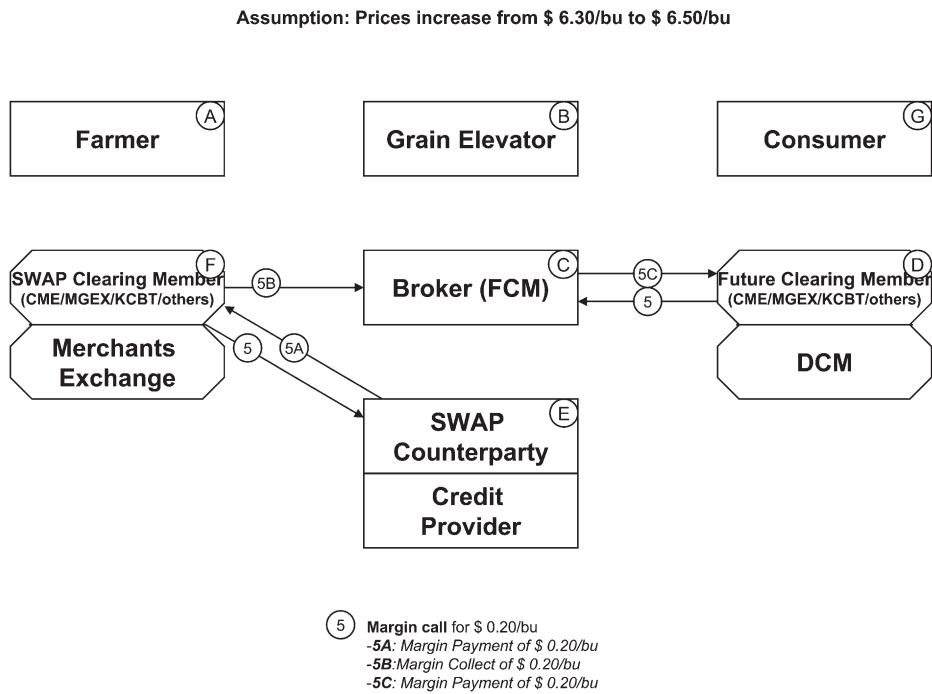 Assumption: Prices increase from $ 6.30/bu to $ 6.50/bu
A
Farmer
B
Grain Elevator
G
Consumer
F
SWAP Clearing Member
(CME/MGEX/KCBT/others)
Merchants
Exchange
5B
C
Broker (FCM)
5C
5
D
Future Clearing Member
(CME/MGEX/KCBT/others)
DCM
5
5A
E
SWAP
Counterparty
Credit
Provider
5
Margin call for $ 0.20/bu
-5A: Margin Payment of $ 0.20/bu
-5B:Margin Collect of $ 0.20/bu
-5C: Margin Payment of $ 0.20/bu